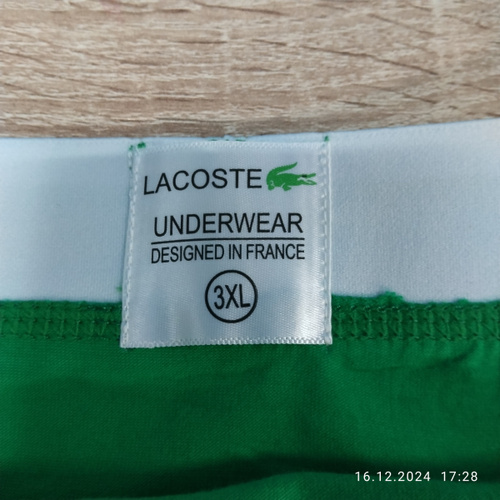 LACOSTE
UNDERWEAR
DESIGNED IN FRANCE
3XL
16.12.2024 17:28